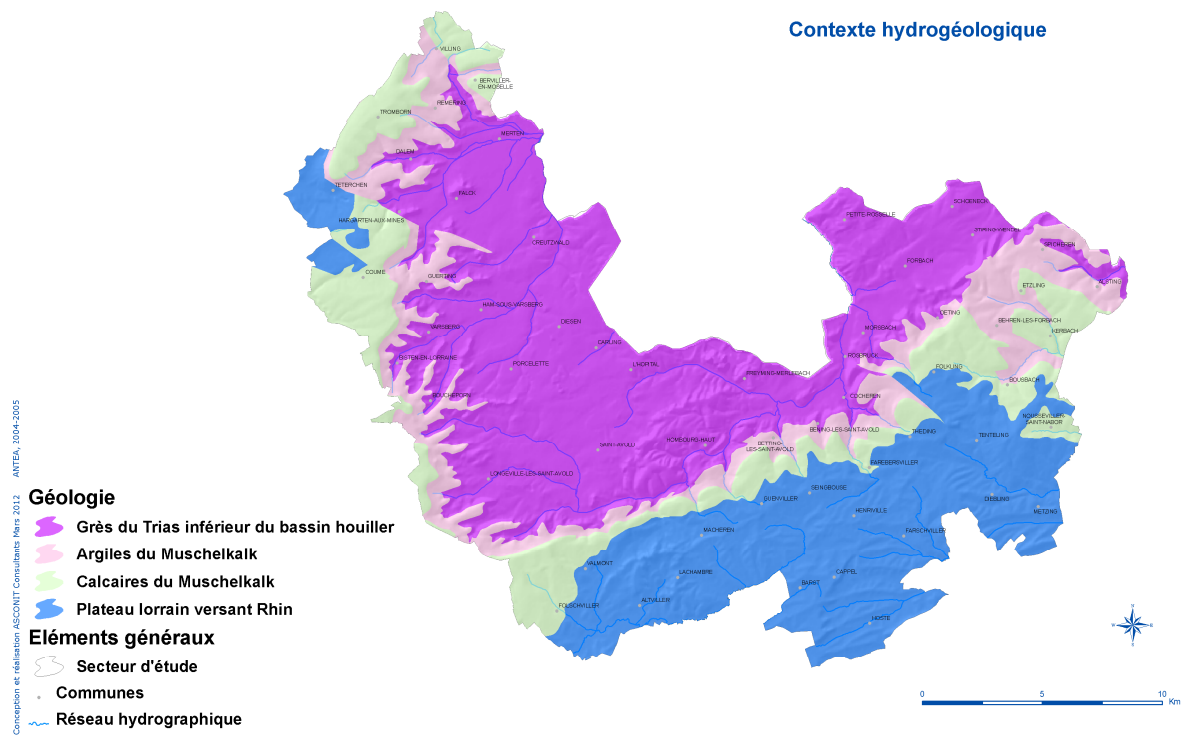 Contexte hydrogéologique
VILLING
BERVILLER-
EN-MOSELLE
REMERING
TROMBORN
MERTEN
DALEM
TETERCHEN
FALCK
HARGARTEN-AUX-MINES
CREUTZWALD
COUME
GUERTING
HAM-SOUS-VARSBERG
VARSBERG
DIESEN
CARLING
BISTEN-EN-LORRAINE
PORCELETTE
L'HOPITAL
BOUCHEPORN
FREYMING-MERLEBACH
SAINT-AVOLD
HOMBOURG-HAUT
LONGEVILLE-LES-SAINT-AVOLD
BETTING-
LES-SAINT-AVOLD
BENING-LES-SAINT-AVOLD
COCHEREN
ROSBRUCK
MORSBACH
FORBACH
PETITE-ROSSELLE
SCHOENECK
STIRING-WENDEL
SPICHEREN
ALSTING
ETZLING
OETING
BEHREN-LES-FORBACH
KERBACH
FOLKLING
BOUSBACH
NOUSSEVILLER-
SAINT-NABOR
THEDING
TENTELING
FAREBERSVILLER
SEINGBOUSE
GUENVILLER
HENRIVILLE
DIEBLING
METZING
FARSCHVILLER
MACHEREN
VALMONT
LACHAMBRE
CAPPEL
BARST
ALTVILLER
FOLSCHVILLER
HOSTE
Géologie
Grès du Trias inférieur du bassin houiller
Argiles du Muschelkalk
Calcaires du Muschelkalk
Plateau lorrain versant Rhin
Eléments généraux
Secteur d'étude
Communes
Réseau hydrographique
Conception et réalisation ASCONIT Consultants Mars 2012 ANTEA, 2004-2005
N
W E
S
0 5 10
Km